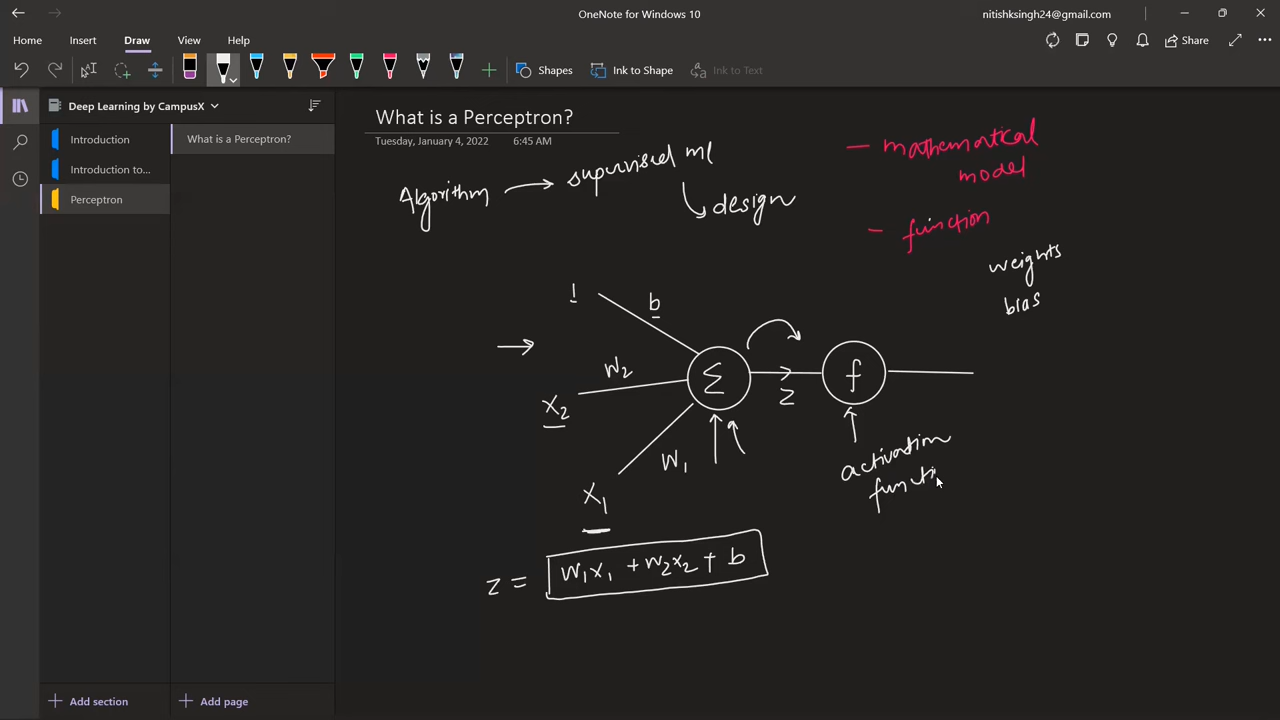 OneNote for Windows 10
nitishksingh24@gmail.com
Home
Insert
Draw
View
Help
Share
Shapes
Ink to Shape
Ink to Text
Deep Learning by CampusX
Introduction
Introduction to...
Perceptron
What is a Perceptron?
What is a Perceptron?
Tuesday, January 4, 2022
6:45 AM
Algorithm → supervised ml
design
– mathematical
model
– function
weights
bias
1
b
→
W2
X2
Σ
z
f
W1
X1
activation
functi
z = W1X1 + W2X2 + b
Add section
Add page